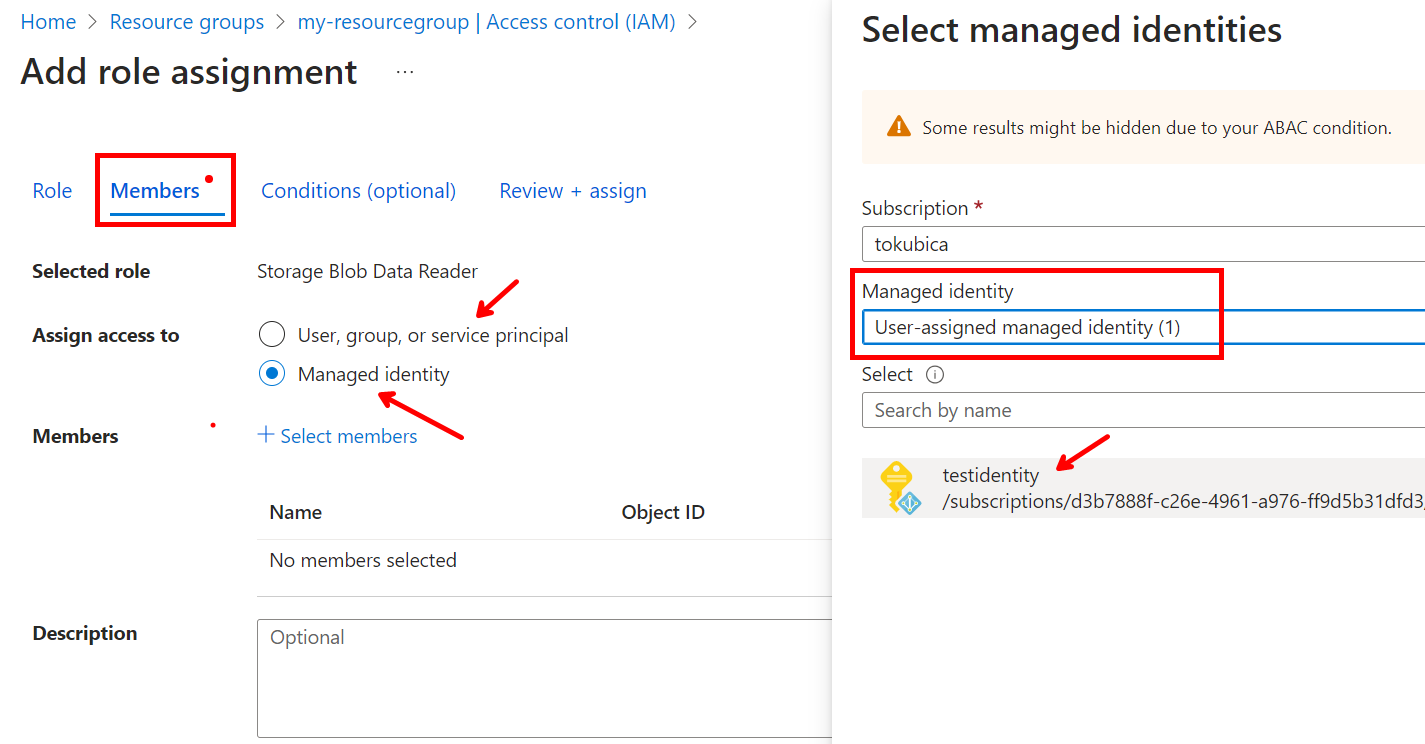 Home > Resource groups > my-resourcegroup | Access control (IAM) >
Add role assignment ...
Role Members Conditions (optional) Review + assign
Selected role Storage Blob Data Reader
Assign access to User, group, or service principal
Managed identity
Members + Select members
Name Object ID
No members selected
Description Optional
Select managed identities
Some results might be hidden due to your ABAC condition.
Subscription *
tokubica
Managed identity
User-assigned managed identity (1)
Select
Search by name
testidentity
/subscriptions/d3b7888f-c26e-4961-a976-ff9d5b31dfd3/